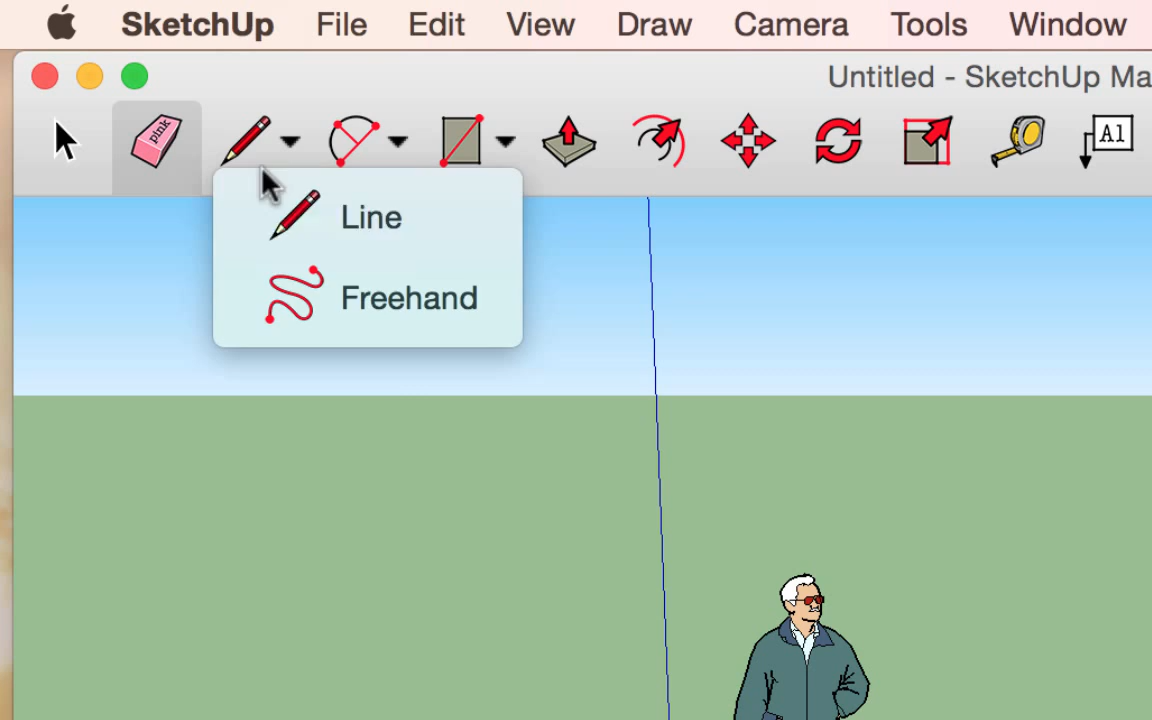 SketchUp File Edit View Draw Camera Tools Window
Untitled - SketchUp Ma
pink
A1
Line
Freehand